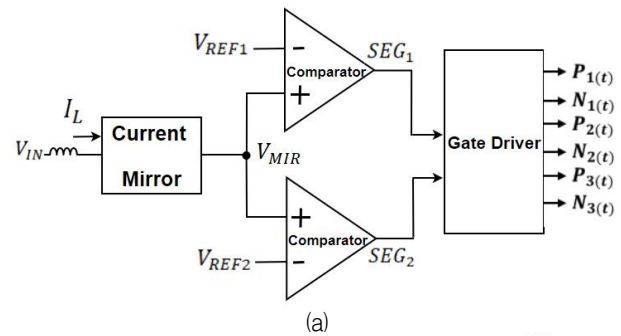 V_REF1
−
SEG_1
Comparator
+
I_L
V_IN
Current
Mirror
V_MIR
Gate Driver
P_1(t)
N_1(t)
P_2(t)
N_2(t)
P_3(t)
N_3(t)
+
Comparator
−
V_REF2
SEG_2
(a)